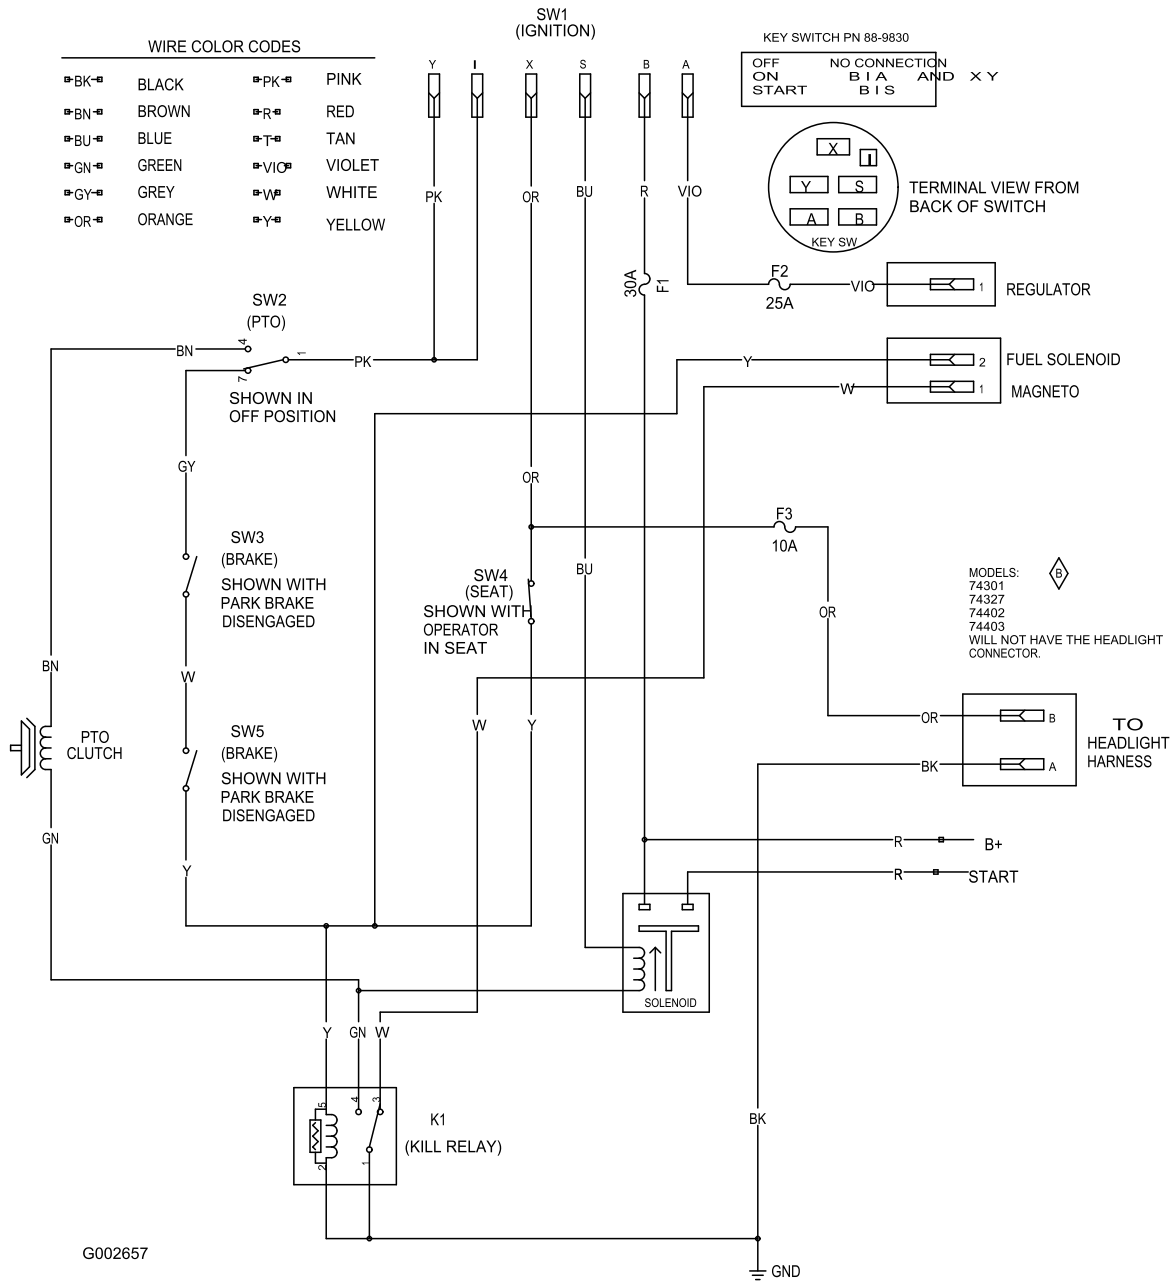 SW1
(IGNITION)
WIRE COLOR CODES
BK BLACK
BN BROWN
BU BLUE
GN GREEN
GY GREY
OR ORANGE
PK PINK
R RED
T TAN
VIO VIOLET
W WHITE
Y YELLOW
Y I X S B A
KEY SWITCH PN 88-9830
OFF NO CONNECTION
ON B I A AND X Y
START B I S
X
I
Y S
A B
KEY SW
TERMINAL VIEW FROM
BACK OF SWITCH
PK OR BU R VIO
30A
F1
F2
25A
VIO
1
REGULATOR
SW2
(PTO)
BN
4
1
7
PK
SHOWN IN
OFF POSITION
Y
2
FUEL SOLENOID
W
1
MAGNETO
GY
OR
F3
10A
SW3
(BRAKE)
SHOWN WITH
PARK BRAKE
DISENGAGED
SW4
(SEAT)
SHOWN WITH
OPERATOR
IN SEAT
BU
OR
MODELS:
B
74301
74327
74402
74403
WILL NOT HAVE THE HEADLIGHT
CONNECTOR.
BN
W
W
Y
OR
B
BK
A
TO
HEADLIGHT
HARNESS
PTO
CLUTCH
SW5
(BRAKE)
SHOWN WITH
PARK BRAKE
DISENGAGED
GN
Y
R
B+
R
START
SOLENOID
Y GN W
5
4
3
2
1
K1
(KILL RELAY)
BK
G002657
GND